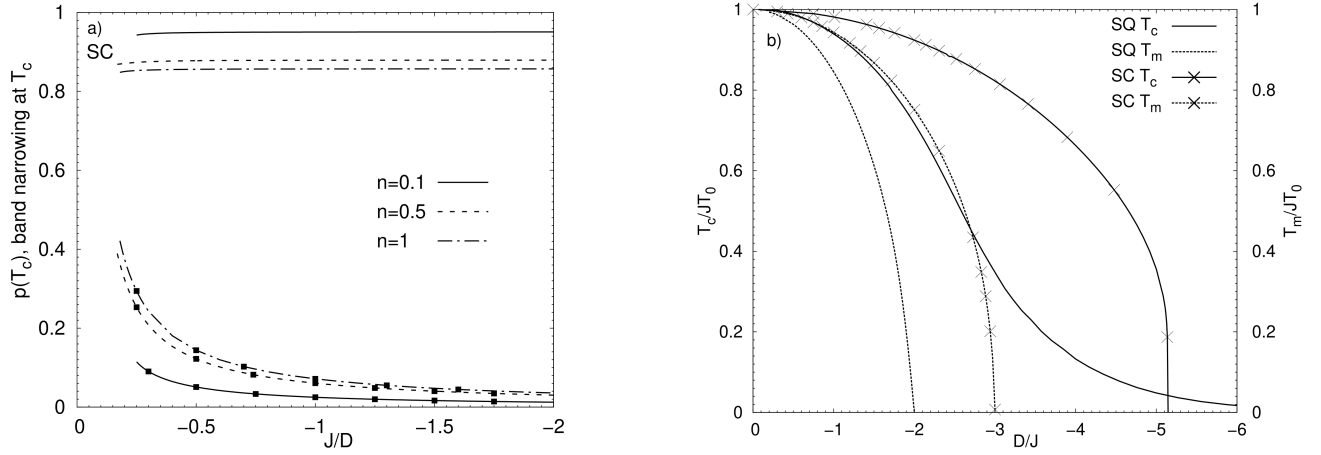 a)
SC
n=0.1
n=0.5
n=1
p(T_c), band narrowing at T_c
1
0.8
0.6
0.4
0.2
0
0 −0.5 −1 −1.5 −2
J/D
b)
SQ T_c
SQ T_m
SC T_c
SC T_m
T_c/JT_0
1
0.8
0.6
0.4
0.2
0
0 −1 −2 −3 −4 −5 −6
D/J
1
0.8
0.6
0.4
0.2
0
T_m/JT_0